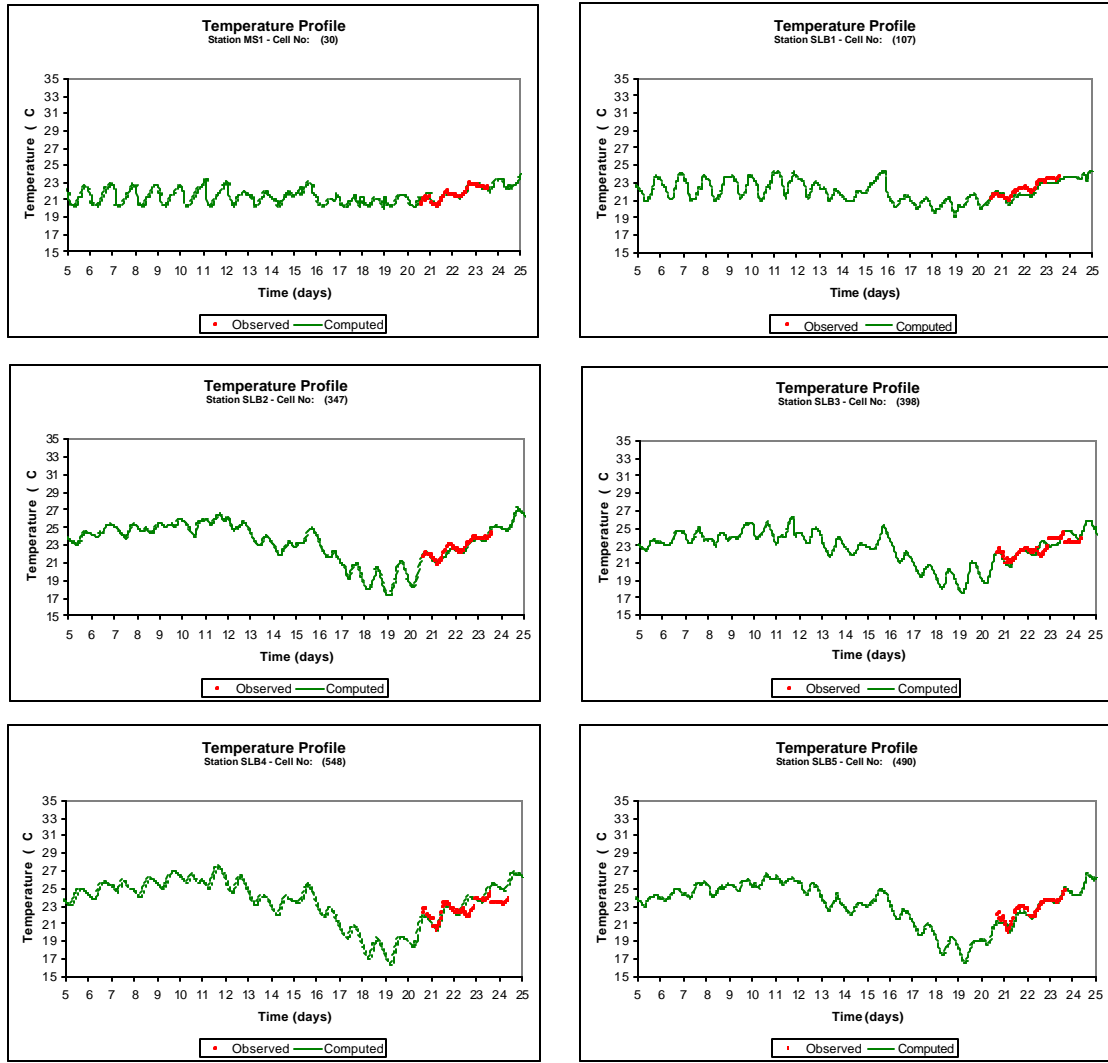 Temperature Profile
Station MS1 - Cell No: (30)
35
33
31
29
27
25
23
21
19
17
15
Temperature ( C
5 6 7 8 9 10 11 12 13 14 15 16 17 18 19 20 21 22 23 24 25
Time (days)
Observed Computed
Temperature Profile
Station SLB1 - Cell No: (107)
35
33
31
29
27
25
23
21
19
17
15
Temperature ( C
5 6 7 8 9 10 11 12 13 14 15 16 17 18 19 20 21 22 23 24 25
Time (days)
Observed Computed
Temperature Profile
Station SLB2 - Cell No: (347)
35
33
31
29
27
25
23
21
19
17
15
Temperature ( C
5 6 7 8 9 10 11 12 13 14 15 16 17 18 19 20 21 22 23 24 25
Time (days)
Observed Computed
Temperature Profile
Station SLB3 - Cell No: (398)
35
33
31
29
27
25
23
21
19
17
15
Temperature ( C
5 6 7 8 9 10 11 12 13 14 15 16 17 18 19 20 21 22 23 24 25
Time (days)
Observed Computed
Temperature Profile
Station SLB4 - Cell No: (548)
35
33
31
29
27
25
23
21
19
17
15
Temperature ( C
5 6 7 8 9 10 11 12 13 14 15 16 17 18 19 20 21 22 23 24 25
Time (days)
Observed Computed
Temperature Profile
Station SLB5 - Cell No: (490)
35
33
31
29
27
25
23
21
19
17
15
Temperature ( C
5 6 7 8 9 10 11 12 13 14 15 16 17 18 19 20 21 22 23 24 25
Time (days)
Observed Computed